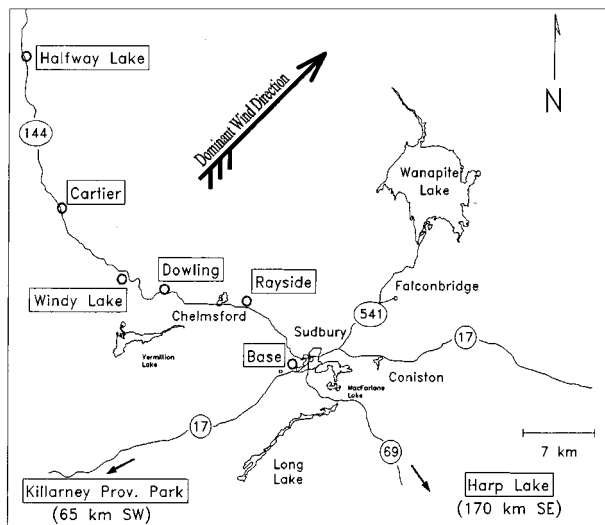 Halfway Lake
Dominant Wind Direction
N
144
Wanapitei
Lake
Cartier
Dowling
Rayside
Windy Lake
Chelmsford
Falconbridge
541
Sudbury
Vermilion
Lake
Base
17
Coniston
MacFarlane
Lake
17
Long
Lake
69
7 km
Killarney Prov. Park
(65 km SW)
Harp Lake
(170 km SE)